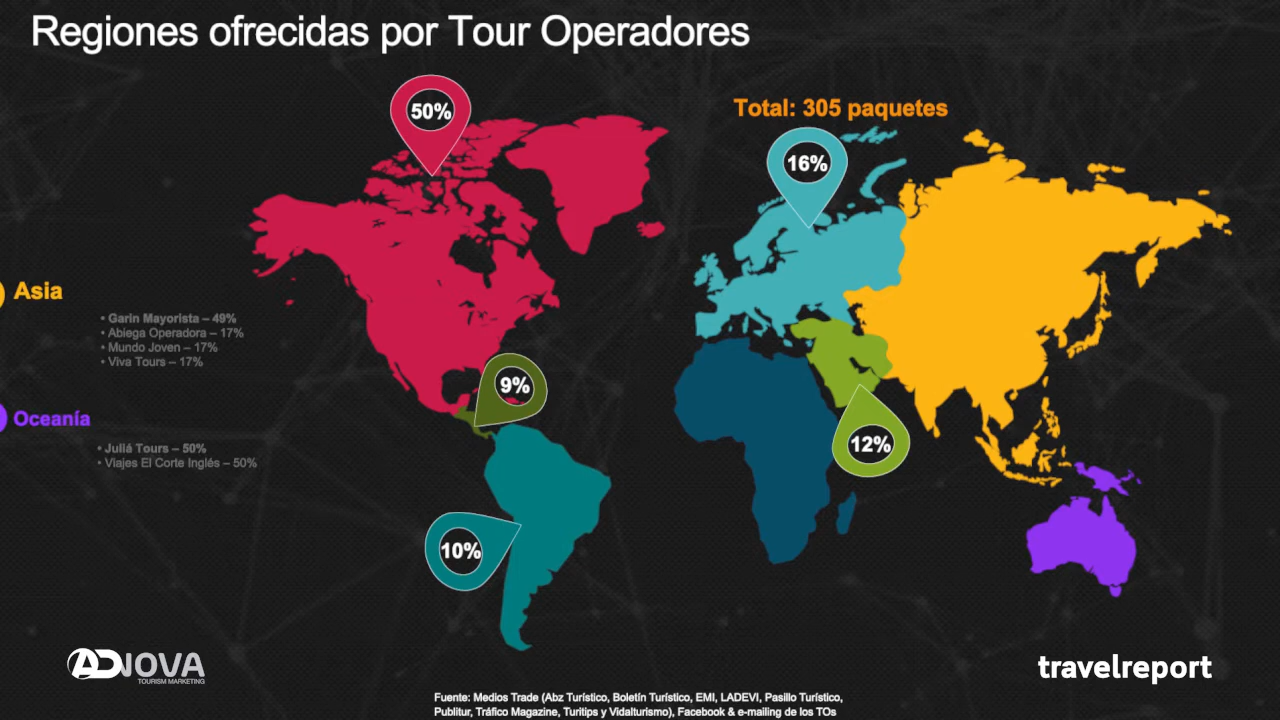 Regiones ofrecidas por Tour Operadores
50%
Total: 305 paquetes
16%
Asia
• Garin Mayorista – 49%
• Abiega Operadora – 17%
• Mundo Joven – 17%
• Viva Tours – 17%
9%
Oceanía
12%
• Juliá Tours – 50%
• Viajes El Corte Inglés – 50%
10%
ADNOVA
TOURISM MARKETING
travelreport
Fuente: Medios Trade (Abz Turístico, Boletín Turístico, EMI, LADEVI, Pasillo Turístico,
Publitur, Tráfico Magazine, Turitips y Vidalturismo), Facebook & e-mailing de los TOs